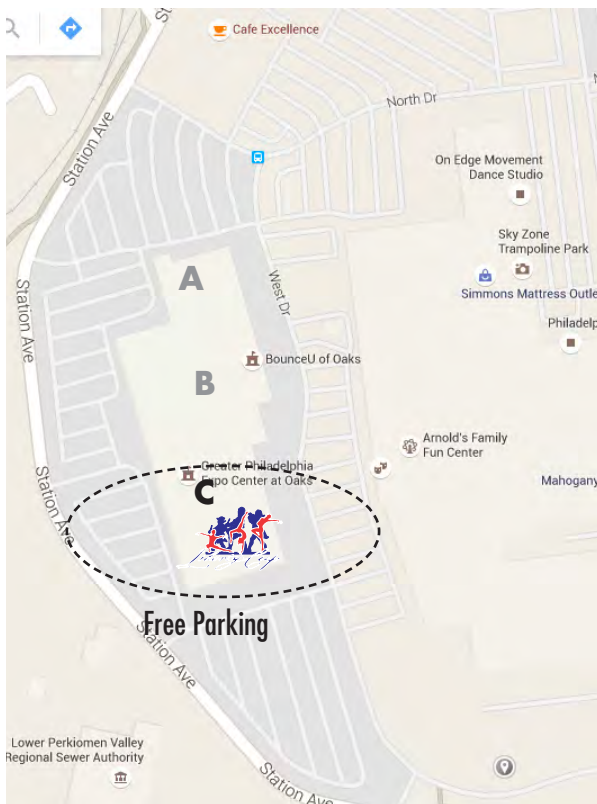 St
Cafe Excellence
North Dr
Station Ave
On Edge Movement
Dance Studio
Sky Zone
Trampoline Park
A
West Dr
Simmons Mattress Outle
Station Ave
Philadelp
BounceU of Oaks
B
Arnold's Family
Fun Center
Greater Philadelphia
Expo Center at Oaks
Mahogany
C
Station Ave
Free Parking
Station Ave
Lower Perkiomen Valley
Regional Sewer Authority
Station Ave